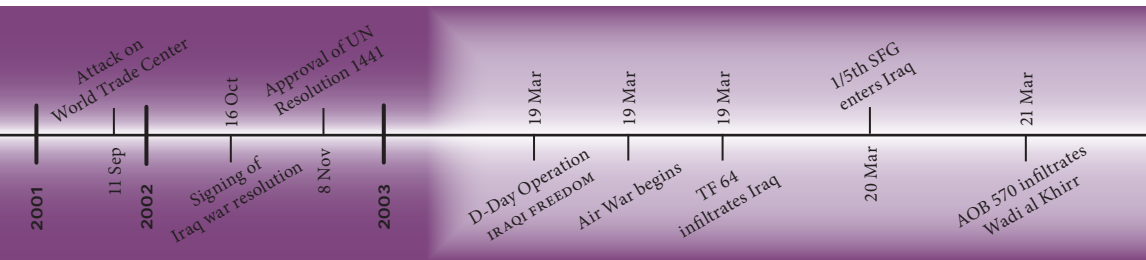 2001
Attack on
World Trade Center
11 Sep
2002
16 Oct
Signing of
Iraq war resolution
Approval of UN
Resolution 1441
8 Nov
2003
19 Mar
D-Day Operation
IRAQI FREEDOM
19 Mar
Air War begins
19 Mar
TF 64
infiltrates Iraq
1/5th SFG
enters Iraq
20 Mar
21 Mar
AOB 570 infiltrates
Wadi al Khirr